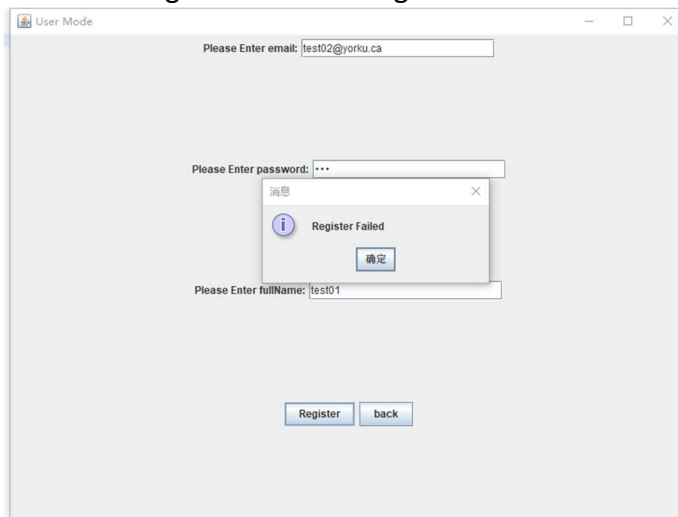 User Mode
Please Enter email: test02@yorku.ca
Please Enter password: •••
消息
i Register Failed
确定
Please Enter fullName: test01
Register back